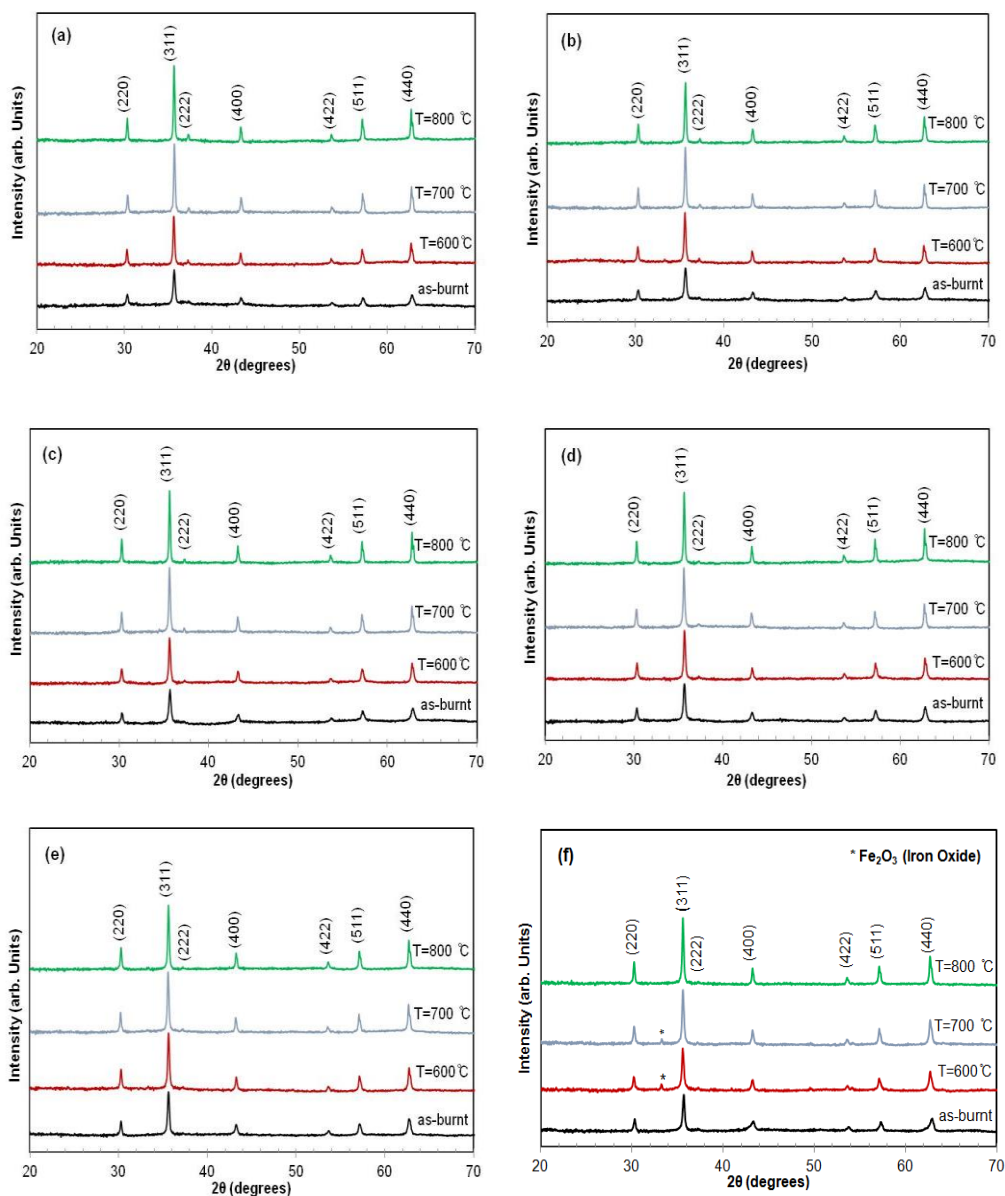 (a)
(220)
(311)
(222)
(400)
(422)
(511)
(440)
T=800 ℃
T=700 ℃
T=600℃
as-burnt
Intensity (arb. Units)
20 30 40 50 60 70
2θ (degrees)
(b)
(220)
(311)
(222)
(400)
(422)
(511)
(440)
T=800 ℃
T=700 ℃
T=600℃
as-burnt
Intensity (arb. Units)
20 30 40 50 60 70
2θ (degrees)
(c)
(220)
(311)
(222)
(400)
(422)
(511)
(440)
T=800 ℃
T=700 ℃
T=600℃
as-burnt
Intensity (arb. Units)
20 30 40 50 60 70
2θ (degrees)
(d)
(220)
(311)
(222)
(400)
(422)
(511)
(440)
T=800 ℃
T=700 ℃
T=600℃
as-burnt
Intensity (arb. Units)
20 30 40 50 60 70
2θ (degrees)
(e)
(220)
(311)
(222)
(400)
(422)
(511)
(440)
T=800 ℃
T=700 ℃
T=600℃
as-burnt
Intensity (arb. Units)
20 30 40 50 60 70
2θ (degrees)
(f)
* Fe₂O₃ (Iron Oxide)
(220)
(311)
(222)
(400)
(422)
(511)
(440)
T=800 ℃
*
T=700 ℃
*
T=600℃
as-burnt
Intensity (arb. Units)
20 30 40 50 60 70
2θ (degrees)